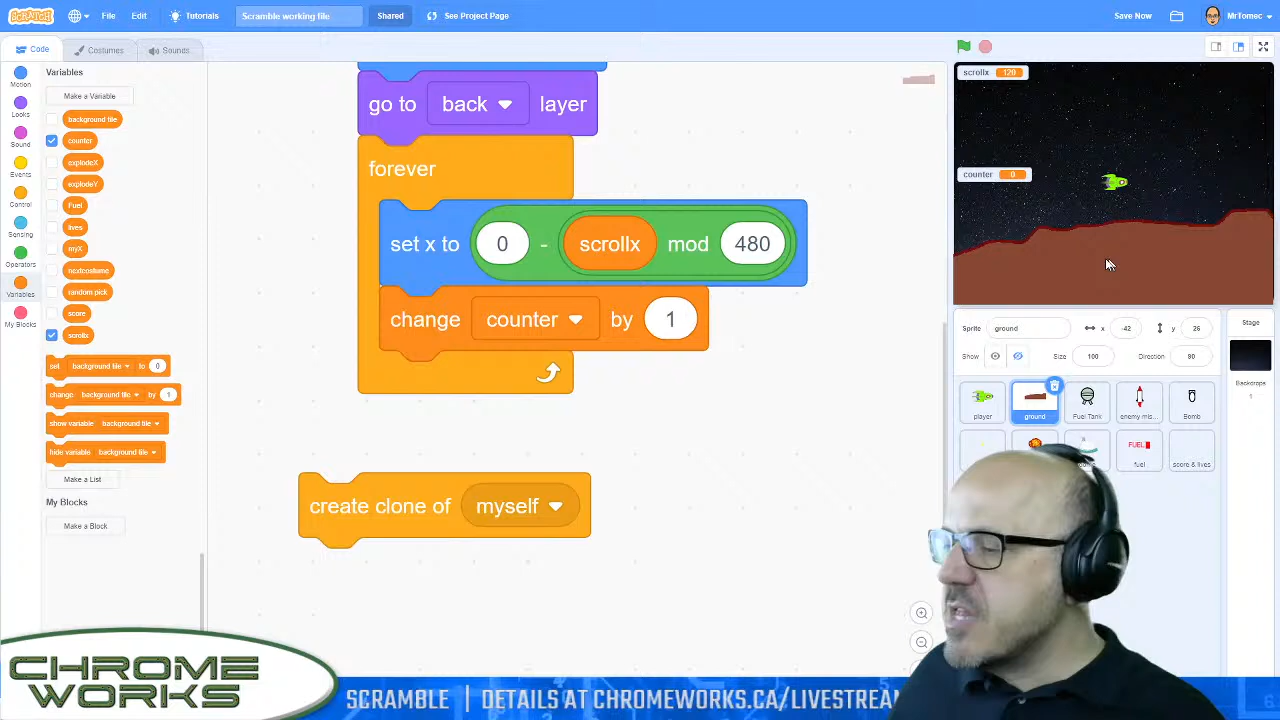 SCRATCH
File
Edit
Tutorials
Scramble working file
Shared
See Project Page
Save Now
MrTomec
Code
Costumes
Sounds
Motion
Looks
Sound
Events
Control
Sensing
Operators
Variables
My Blocks
Variables
Make a Variable
background tile
counter
explodeX
explodeY
Fuel
lives
myX
nextcostume
random pick
score
scrollx
set background tile to 0
change background tile by 1
show variable background tile
hide variable background tile
Make a List
My Blocks
Make a Block
go to back layer
forever
set x to 0 - scrollx mod 480
change counter by 1
create clone of myself
scrollx 120
counter 0
Sprite ground x -42 y 26
Show Size 100 Direction 90
player
ground
Fuel Tank
enemy mis...
Bomb
FUEL
fuel
score & lives
Stage
Backdrops
1
CHROME
WORKS
SCRAMBLE | DETAILS AT CHROMEWORKS.CA/LIVESTREA